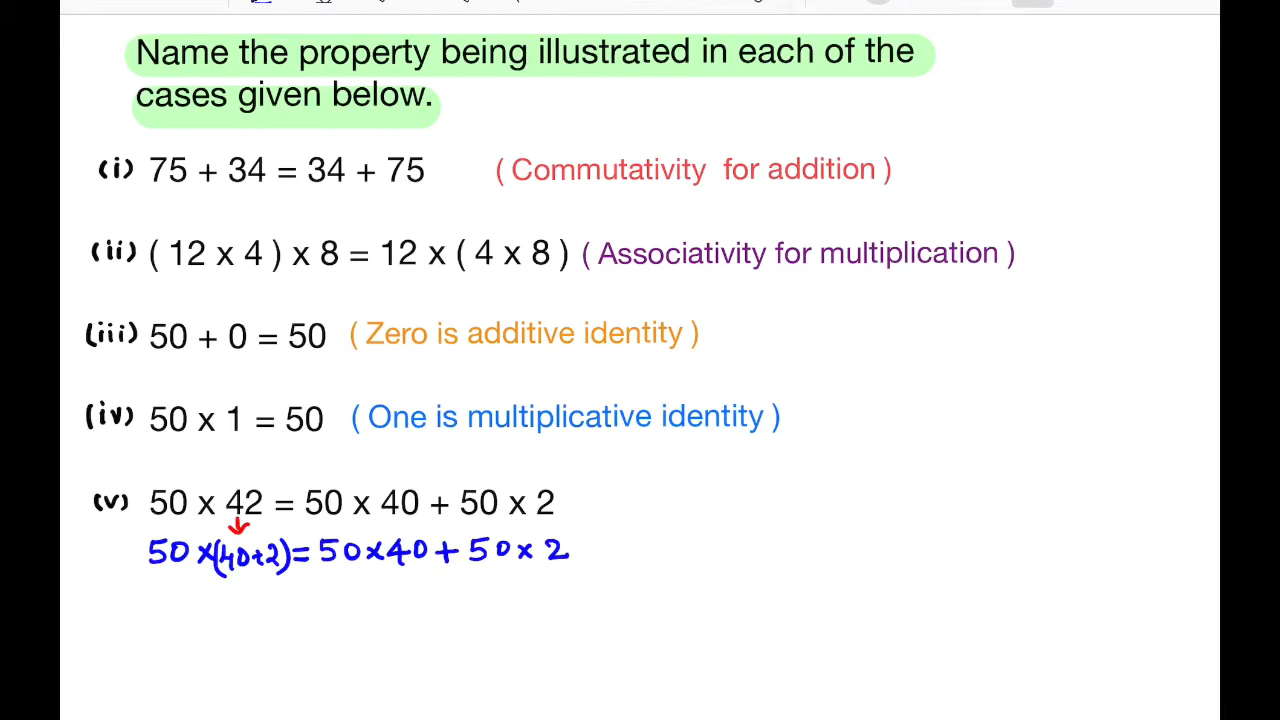 Name the property being illustrated in each of the
cases given below.
(i) 75 + 34 = 34 + 75 ( Commutativity for addition )
(ii) ( 12 x 4 ) x 8 = 12 x ( 4 x 8 ) ( Associativity for multiplication )
(iii) 50 + 0 = 50 ( Zero is additive identity )
(iv) 50 x 1 = 50 ( One is multiplicative identity )
(v) 50 x 42 = 50 x 40 + 50 x 2
50 x (40+2) = 50 x 40 + 50 x 2